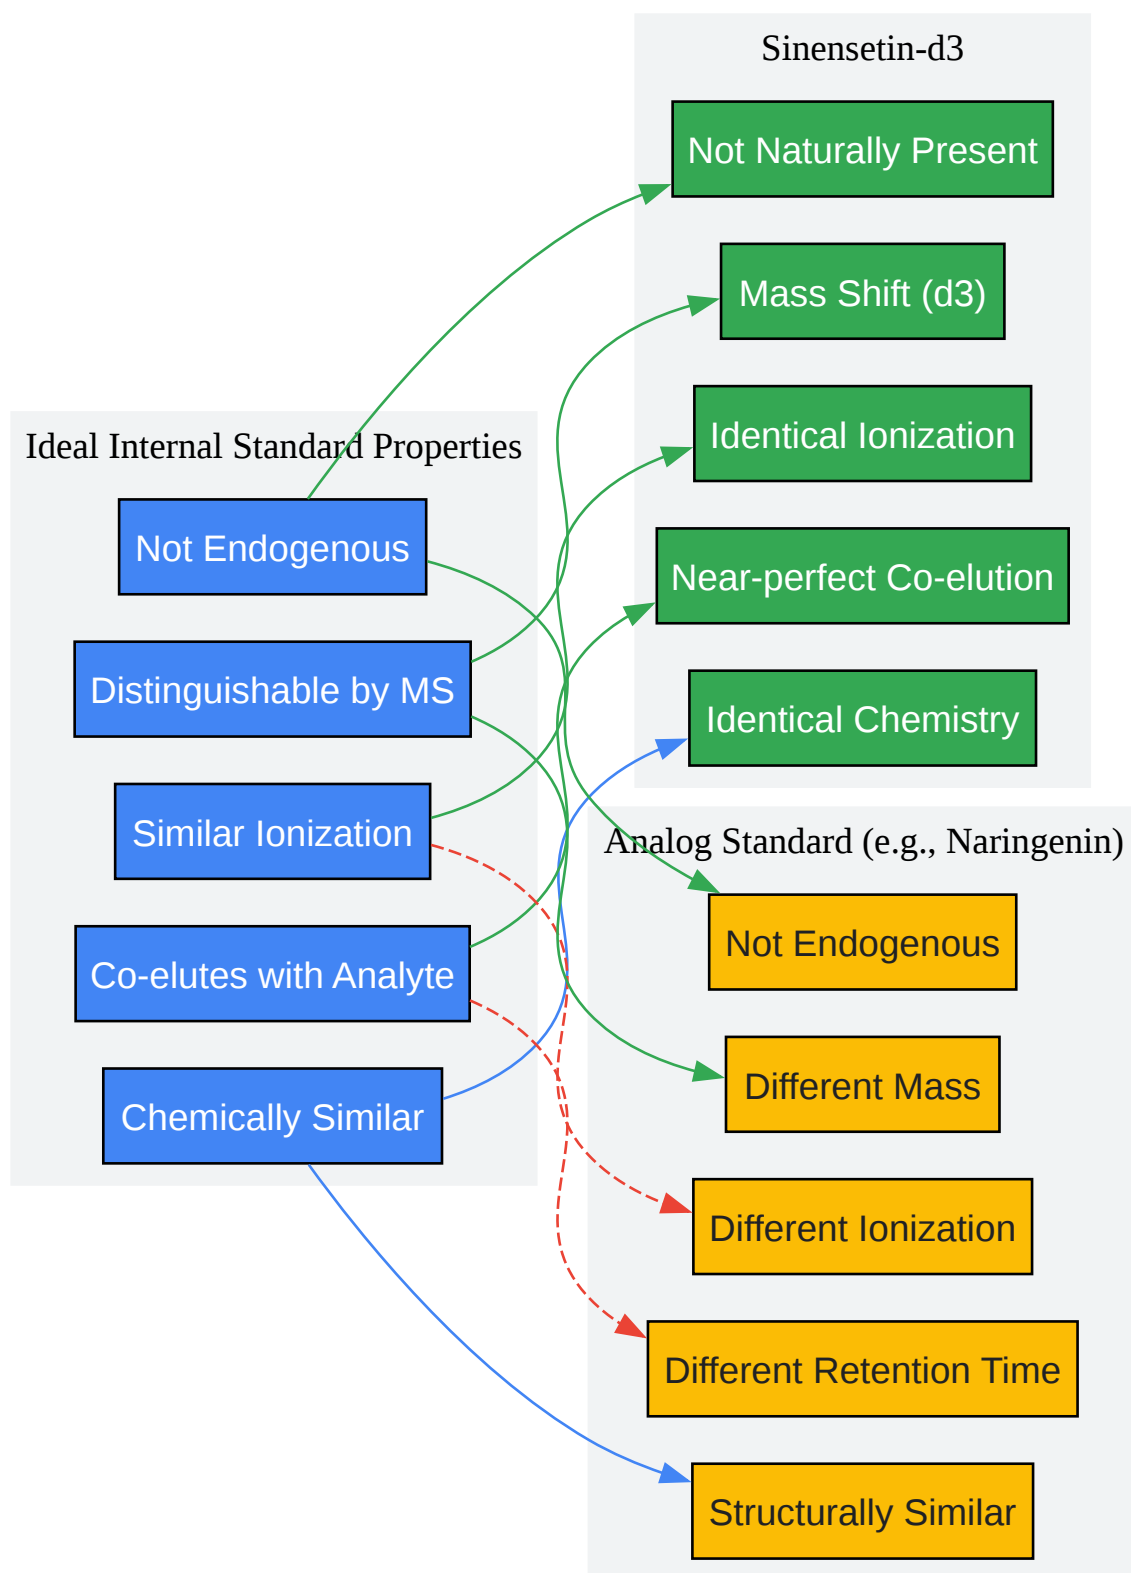 Sinensetin-d3
Not Naturally Present
Mass Shift (d3)
Identical Ionization
Near-perfect Co-elution
Identical Chemistry
Ideal Internal Standard Properties
Not Endogenous
Distinguishable by MS
Similar Ionization
Co-elutes with Analyte
Chemically Similar
Analog Standard (e.g., Naringenin)
Not Endogenous
Different Mass
Different Ionization
Different Retention Time
Structurally Similar